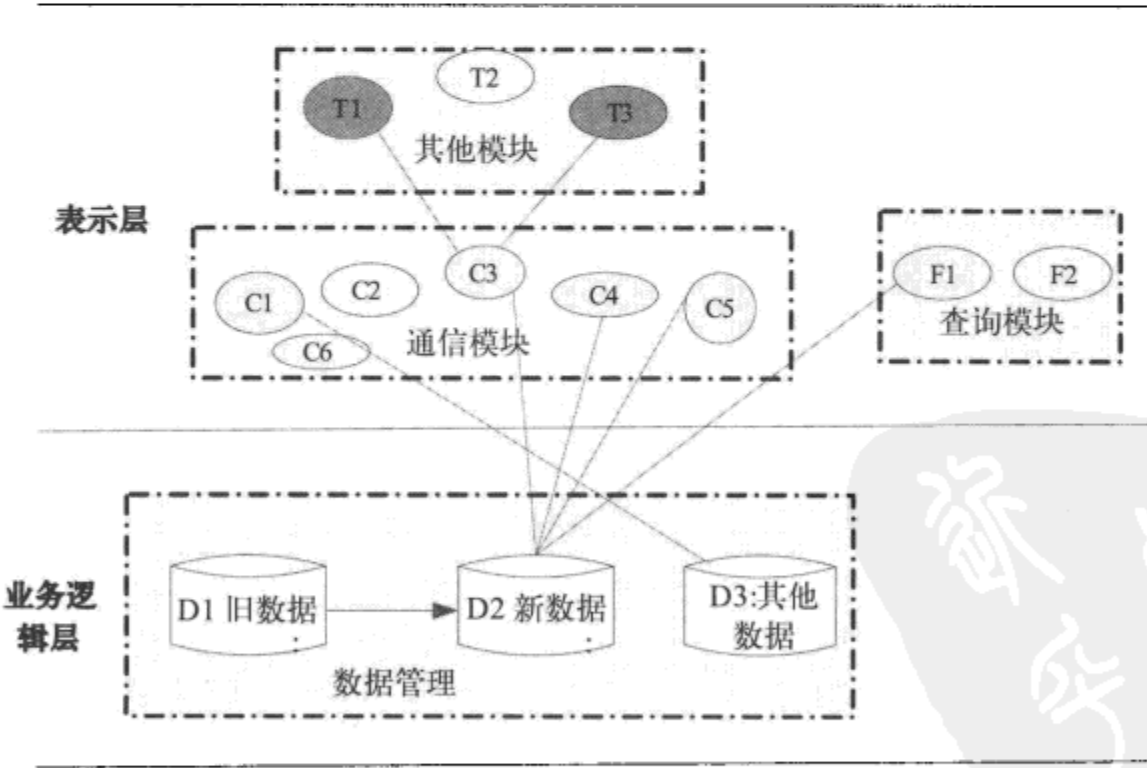 T1
T2
T3
其他模块
表示层
C1
C2
C3
C4
C5
C6
通信模块
F1
F2
查询模块
业务逻
辑层
D1 旧数据
D2 新数据
D3:其他
数据
数据管理